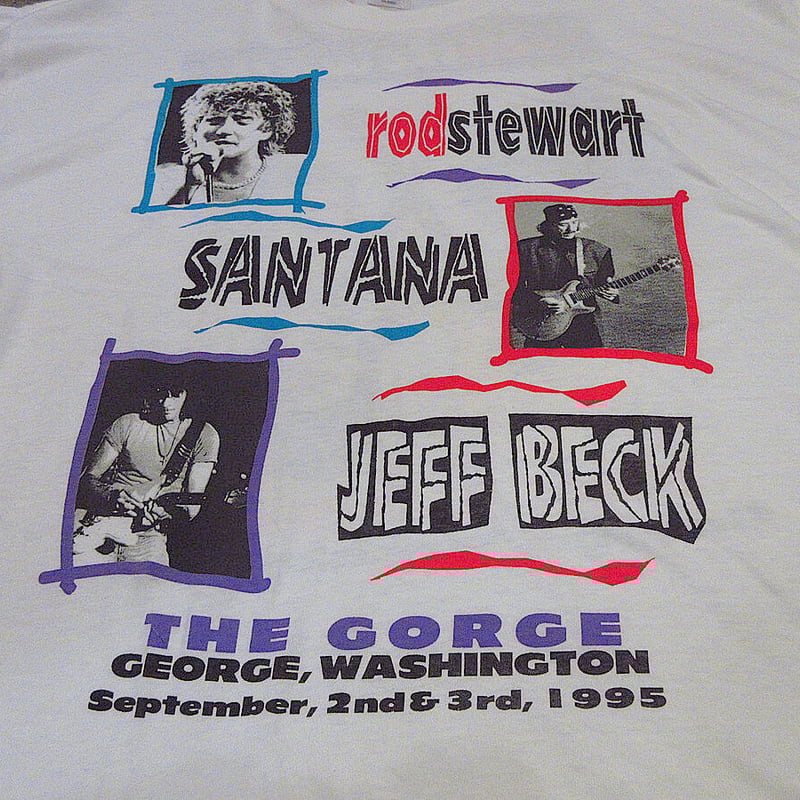 rodstewart
SANTANA
JEFF BECK
THE GORGE
GEORGE, WASHINGTON
September, 2nd & 3rd, 1995